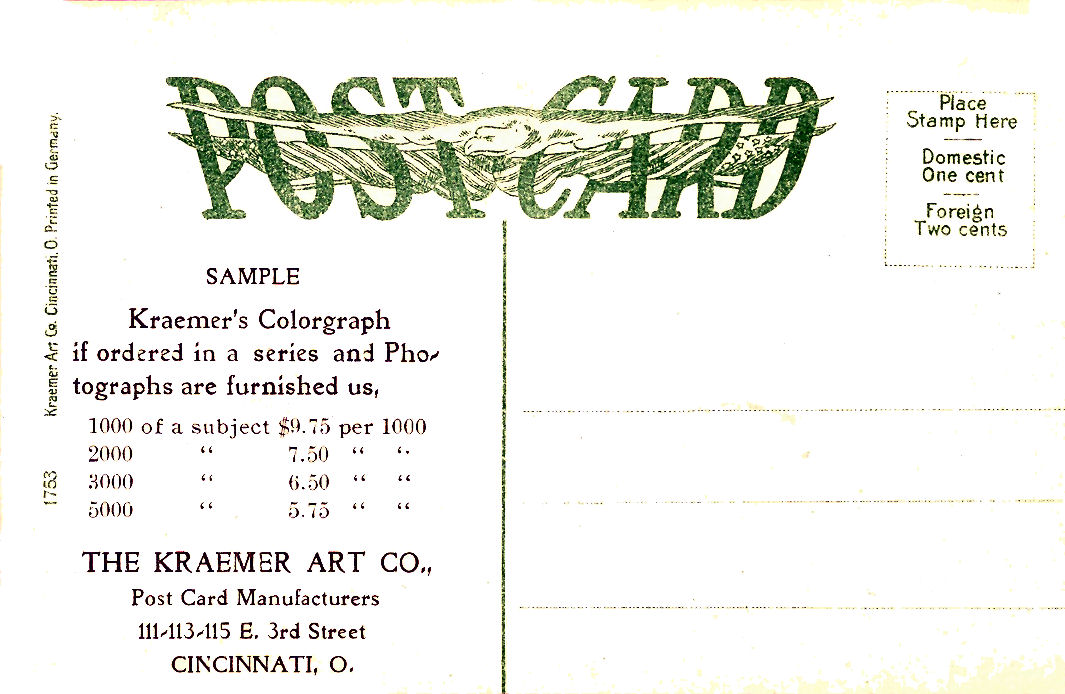 POST CARD
Place
Stamp Here
Domestic
One cent
Foreign
Two cents
Kraemer Art Co. Cincinnati, O. Printed in Germany.
1753
SAMPLE
Kraemer's Colorgraph
if ordered in a series and Pho-
tographs are furnished us,
1000 of a subject $9.75 per 1000
2000 “ 7.50 “ “
3000 “ 6.50 “ “
5000 “ 5.75 “ “
THE KRAEMER ART CO.,
Post Card Manufacturers
111-113-115 E. 3rd Street
CINCINNATI, O.